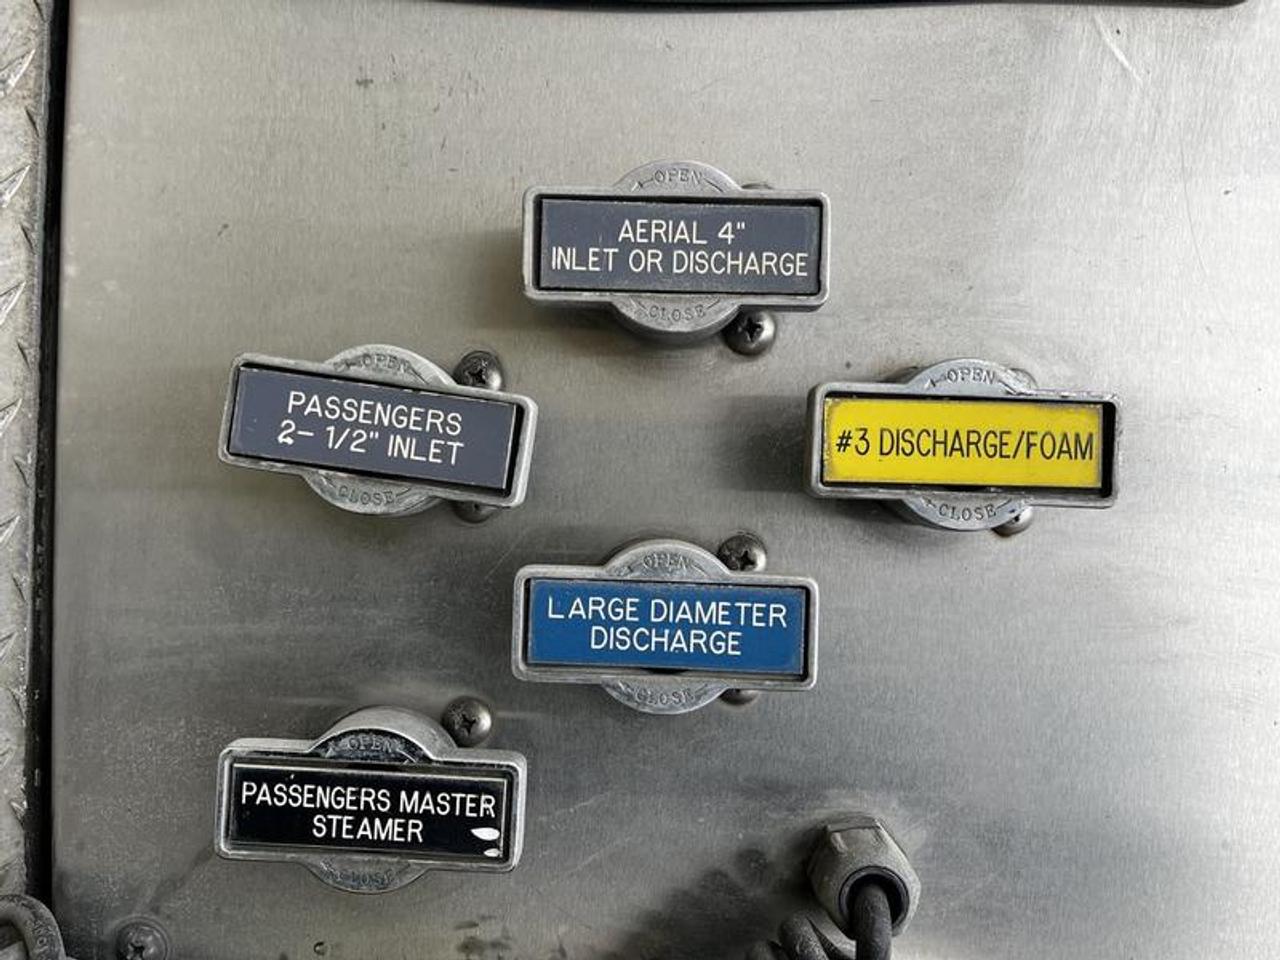 OPEN
AERIAL 4"
INLET OR DISCHARGE
CLOSE
OPEN
PASSENGERS
2- 1/2" INLET
CLOSE
OPEN
#3 DISCHARGE/FOAM
CLOSE
OPEN
LARGE DIAMETER
DISCHARGE
CLOSE
OPEN
PASSENGERS MASTER
STEAMER
CLOSE